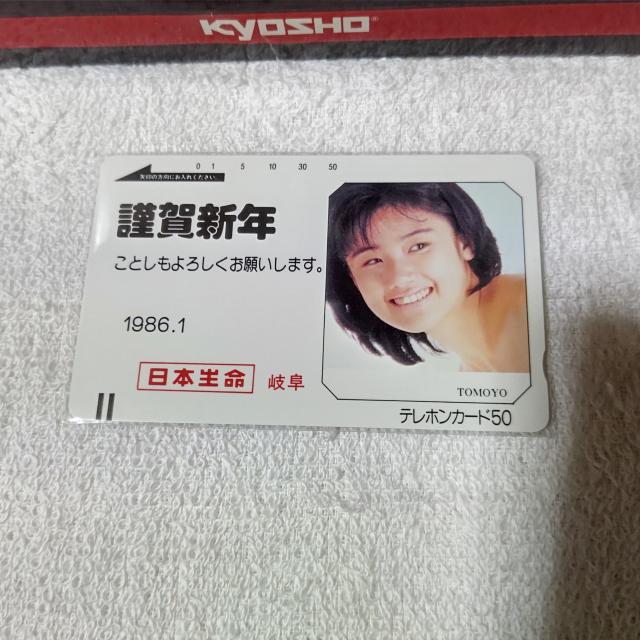 KYOSHO
0 1 5 10 30 50
矢印の方向にお入れください。
謹賀新年
ことしもよろしくお願いします。
1986.1
日本生命 岐阜
TOMOYO
テレホンカード50